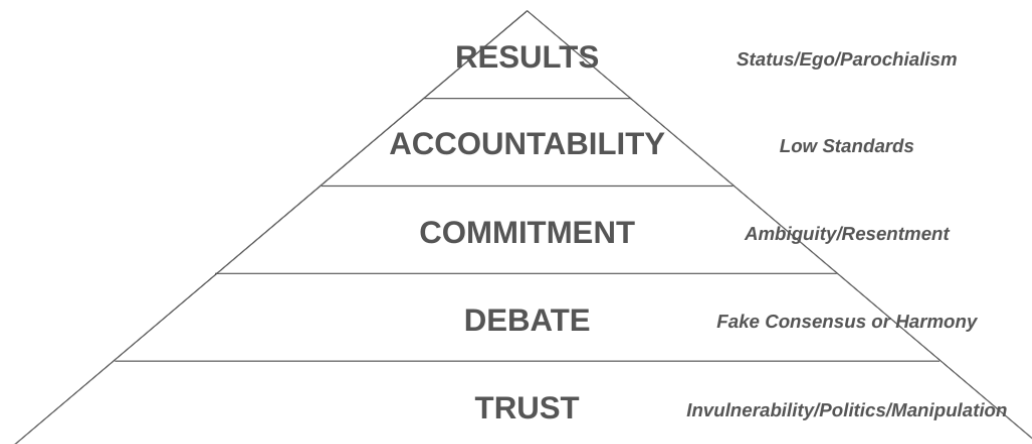 RESULTS Status/Ego/Parochialism
ACCOUNTABILITY Low Standards
COMMITMENT Ambiguity/Resentment
DEBATE Fake Consensus or Harmony
TRUST Invulnerability/Politics/Manipulation